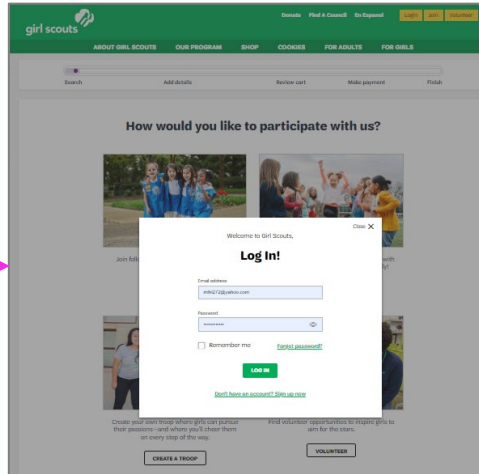 Donate Find A Council En Espanol Login Join Volunteer
girl scouts
ABOUT GIRL SCOUTS OUR PROGRAM SHOP COOKIES FOR ADULTS FOR GIRLS
Search Add details Review cart Make payment Finish
How would you like to participate with us?
Close X
Welcome to Girl Scouts,
Log In!
Join
with
Email address
Password
Remember me Forgot password?
LOG IN
Don't have an account? Sign up now
Create your own troop where girls can pursue
their passions—and where you'll cheer them
on every step of the way.
CREATE A TROOP
Find volunteer opportunities to inspire girls to
aim for the stars.
VOLUNTEER